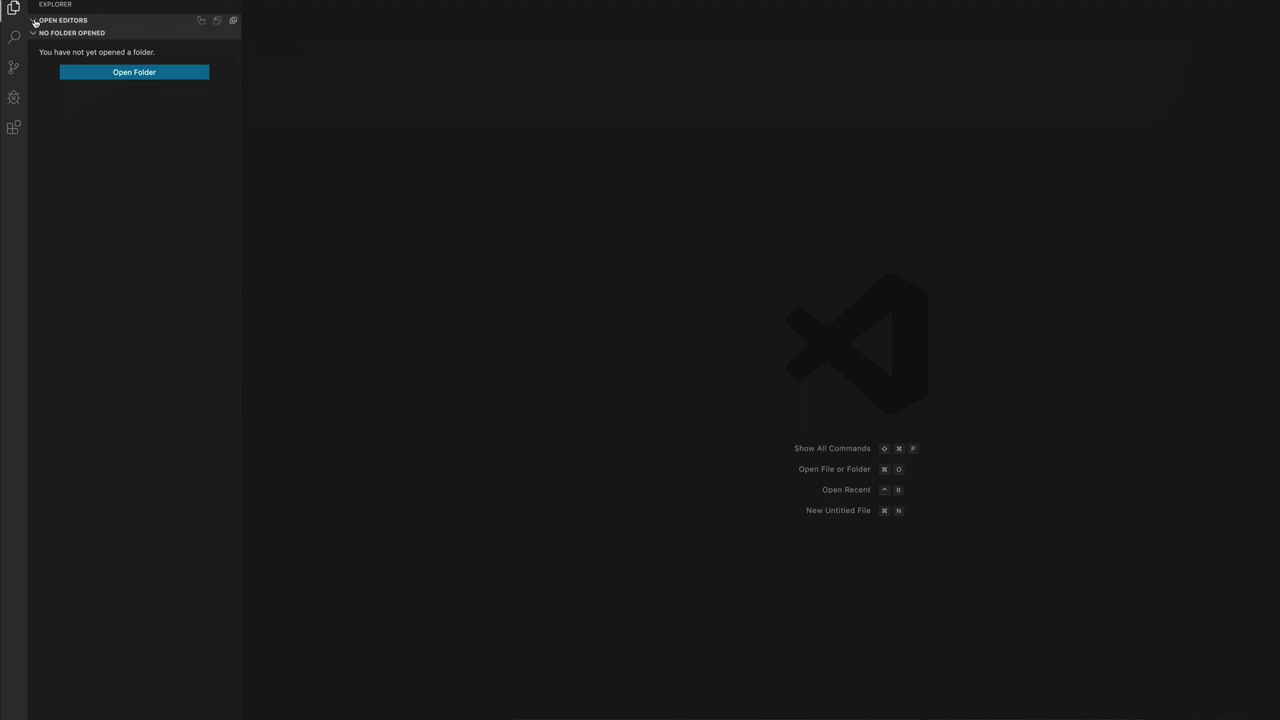 EXPLORER
OPEN EDITORS
NO FOLDER OPENED
You have not yet opened a folder.
Open Folder
Show All Commands ⇧ ⌘ P
Open File or Folder ⌘ O
Open Recent ^ R
New Untitled File ⌘ N